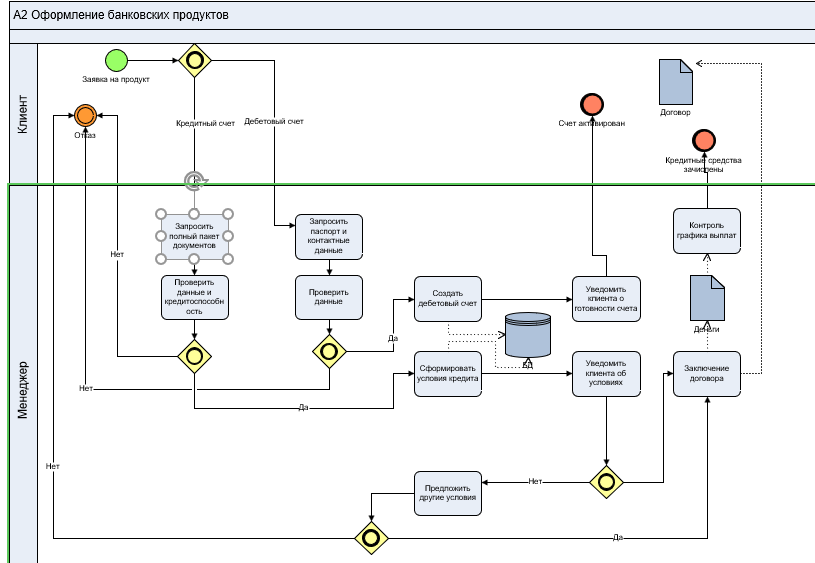 А2 Оформление банковских продуктов
Клиент
Заявка на продукт
Отказ
Кредитный счет
Дебетовый счет
Счет активирован
Договор
Кредитные средства
зачислены
Менеджер
Запросить
полный пакет
документов
Запросить
паспорт и
контактные
данные
Контроль
графика выплат
Нет
Проверить
данные и
кредитоспособн
ость
Проверить
данные
Создать
дебетовый счет
Уведомить
клиента о
готовности счета
Деньги
Да
БД
Нет
Сформировать
условия кредита
Уведомить
клиента об
условиях
Заключение
договора
Да
Нет
Предложить
другие условия
Нет
Да